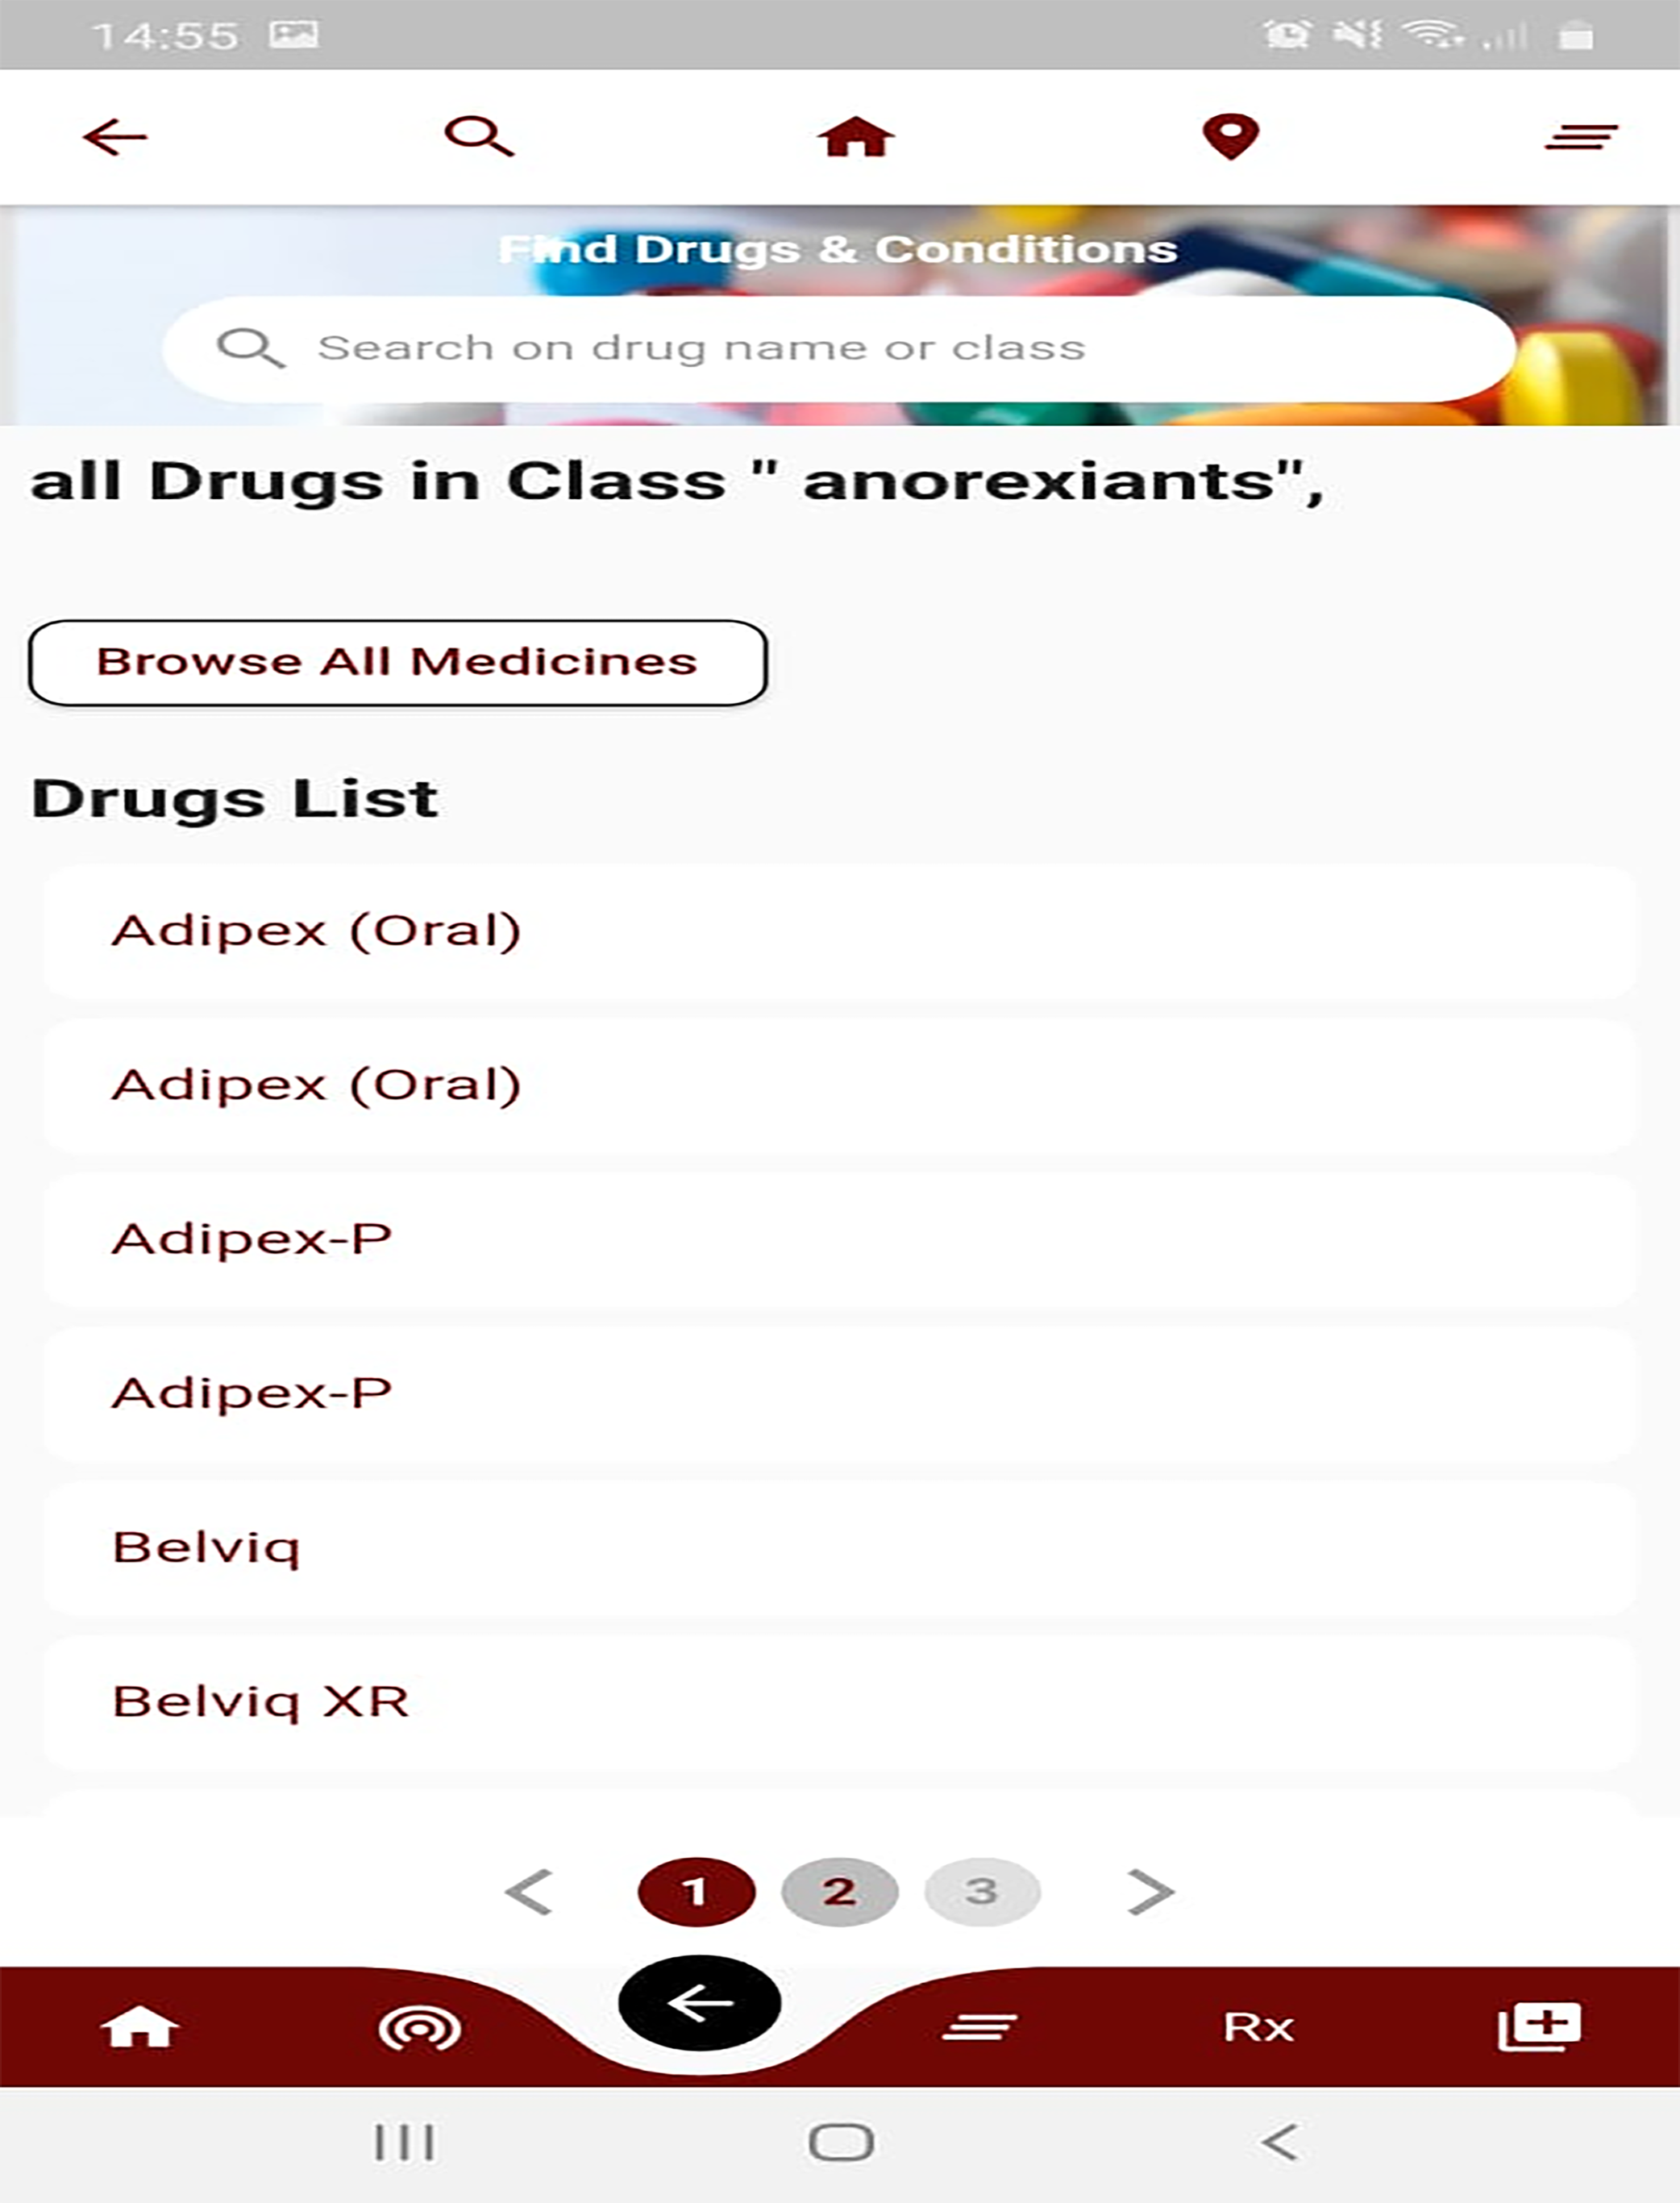 14:55
Find Drugs & Conditions
Search on drug name or class
all Drugs in Class " anorexiants",
Browse All Medicines
Drugs List
Adipex (Oral)
Adipex (Oral)
Adipex-P
Adipex-P
Belviq
Belviq XR
1 2 3
Rx